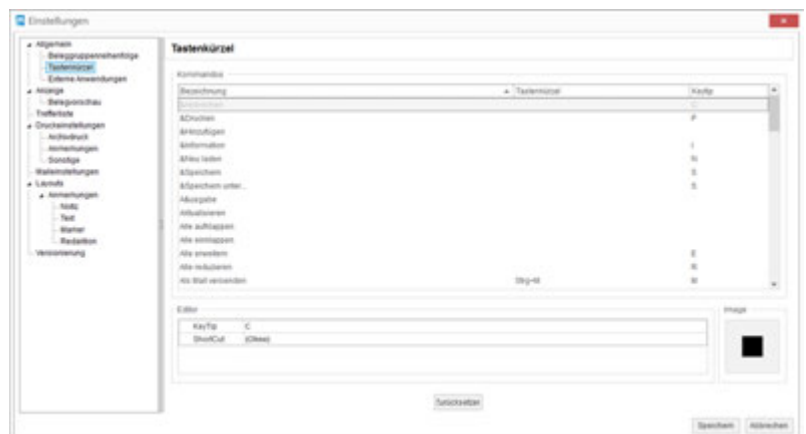 Einstellungen
Allgemein
Beleggruppenreihenfolge
Tastenkürzel
Externe Anwendungen
Anzeige
Belegvorschau
Trefferliste
Druckeinstellungen
Archivdruck
Anmerkungen
Sonstige
Maileinstellungen
Layouts
Anmerkungen
Notiz
Text
Marker
Redaktion
Versionierung
Tastenkürzel
Kommandos
Bezeichnung Tastenkürzel Keytip
C
&Drucken P
&Hinzufügen
&Information I
&Neu laden N
&Speichern S
&Speichern unter... S
A&usgabe
Aktualisieren
Alle aufklappen
Alle einklappen
Alle erweitern E
Alle reduzieren R
Als Mail versenden Strg+M M
Editor
KeyTip C
ShortCut (Ohne)
Image
Zurücksetzen
Speichern Abbrechen